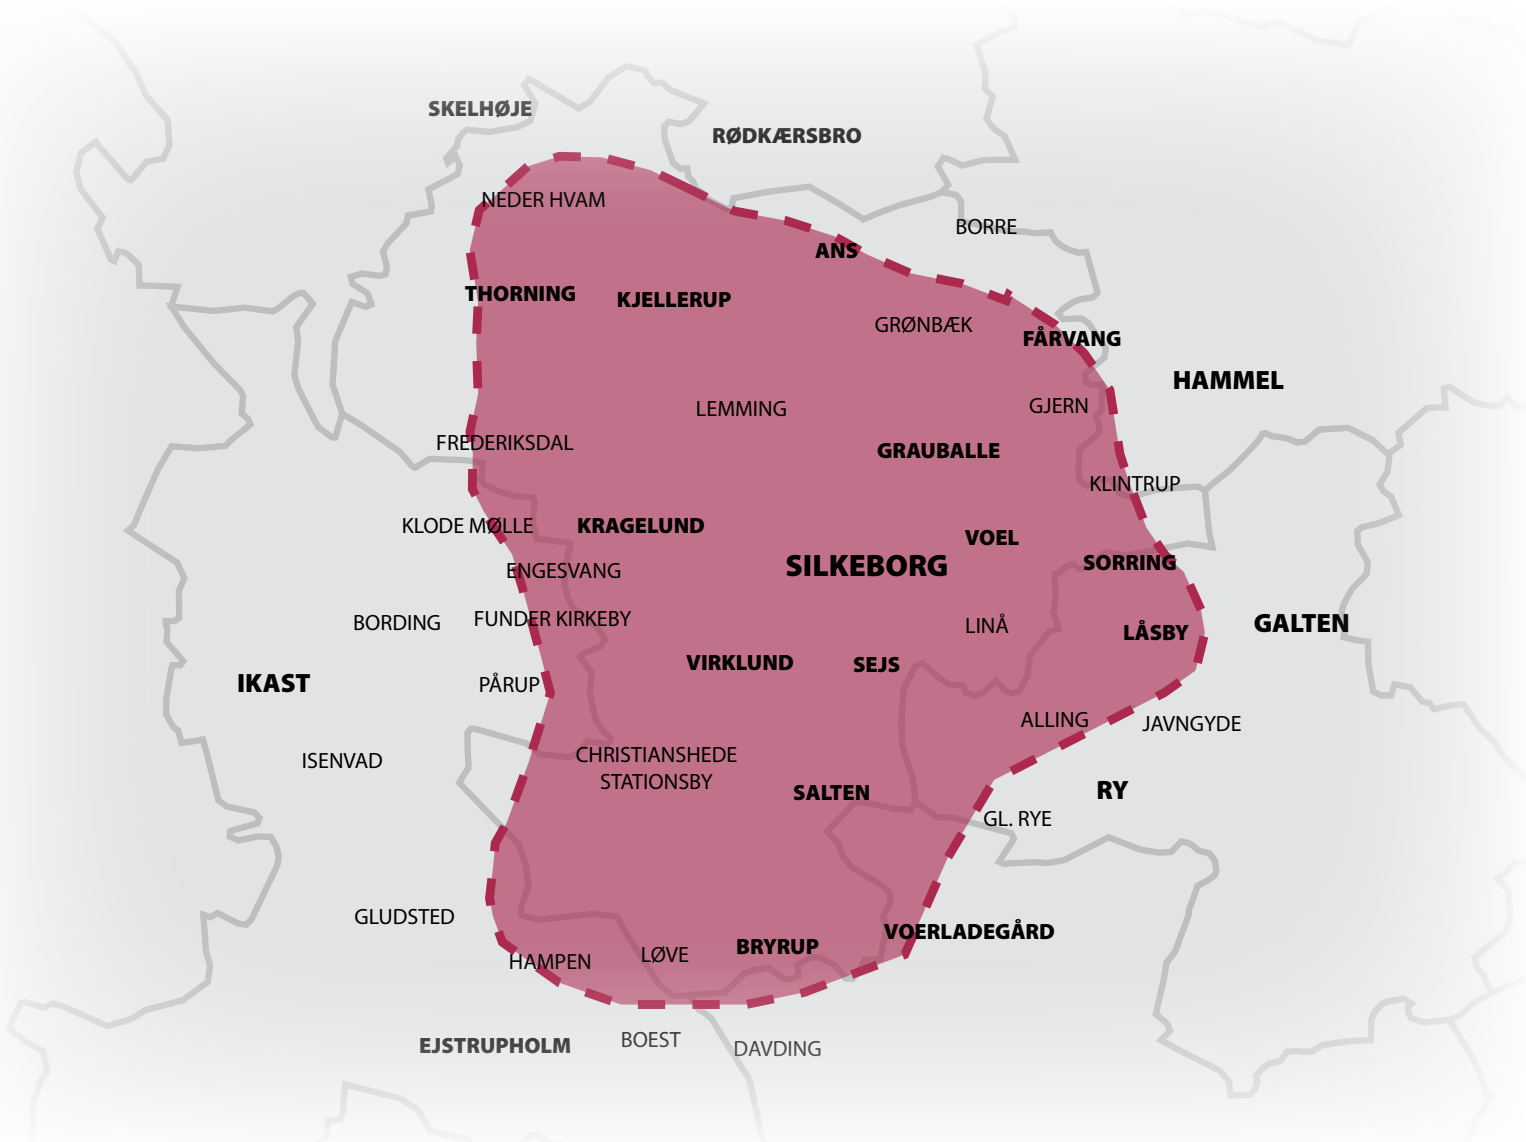 SKELHØJE
RØDKÆRSBRO
NEDER HVAM
BORRE
ANS
THORNING
KJELLERUP
GRØNBÆK
FÅRVANG
HAMMEL
LEMMING
GJERN
FREDERIKSDAL
GRAUBALLE
KLINTRUP
KLODE MØLLE
KRAGELUND
VOEL
SILKEBORG
SORRING
ENGESVANG
BORDING
FUNDER KIRKEBY
LINÅ
LÅSBY
GALTEN
VIRKLUND
SEJS
IKAST
PÅRUP
ALLING
JAVNGYDE
ISENVAD
CHRISTIANSHEDE
STATIONSBY
SALTEN
RY
GL. RYE
GLUDSTED
VOERLADEGÅRD
BRYRUP
LØVE
HAMPEN
EJSTRUPHOLM
BOEST
DAVDING